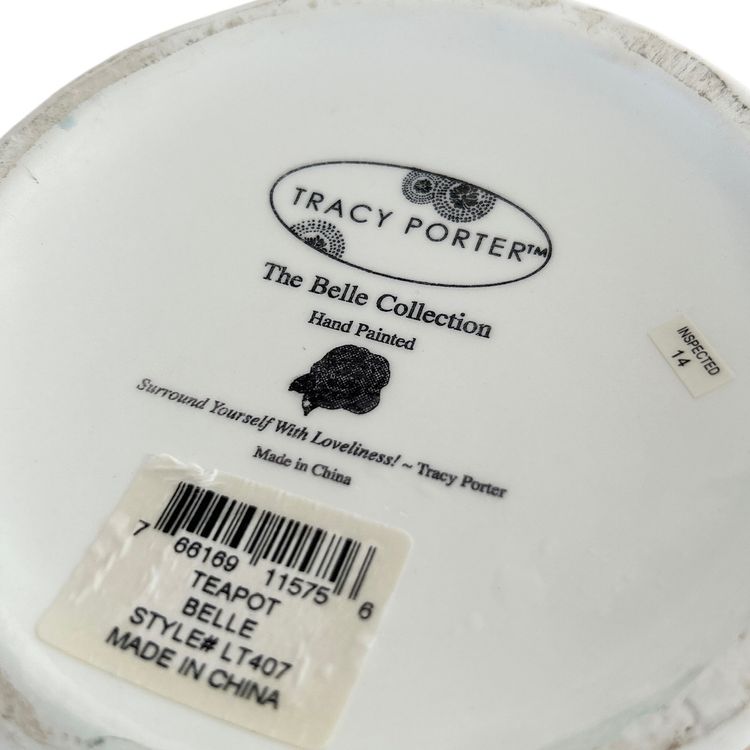 TRACY PORTER™
The Belle Collection
Hand Painted
Surround Yourself With Loveliness! ~ Tracy Porter
Made in China
INSPECTED
14
7 66169 11575 6
TEAPOT
BELLE
STYLE# LT407
MADE IN CHINA